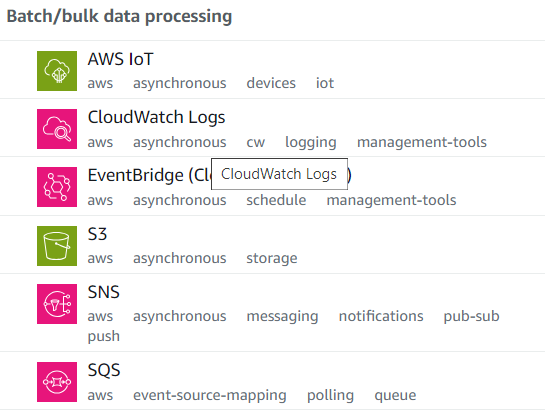 Batch/bulk data processing
AWS IoT
aws asynchronous devices iot
CloudWatch Logs
aws asynchronous cw logging management-tools
EventBridge (Clo )
CloudWatch Logs
aws asynchronous schedule management-tools
S3
aws asynchronous storage
SNS
aws asynchronous messaging notifications pub-sub
push
SQS
aws event-source-mapping polling queue